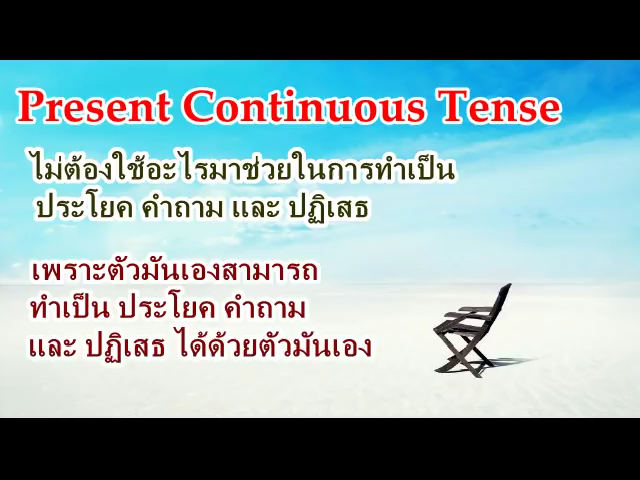 Present Continuous Tense
ไม่ต้องใช้อะไรมาช่วยในการทำเป็น
ประโยค คำถาม และ ปฏิเสธ
เพราะตัวมันเองสามารถ
ทำเป็น ประโยค คำถาม
และ ปฏิเสธ ได้ด้วยตัวมันเอง